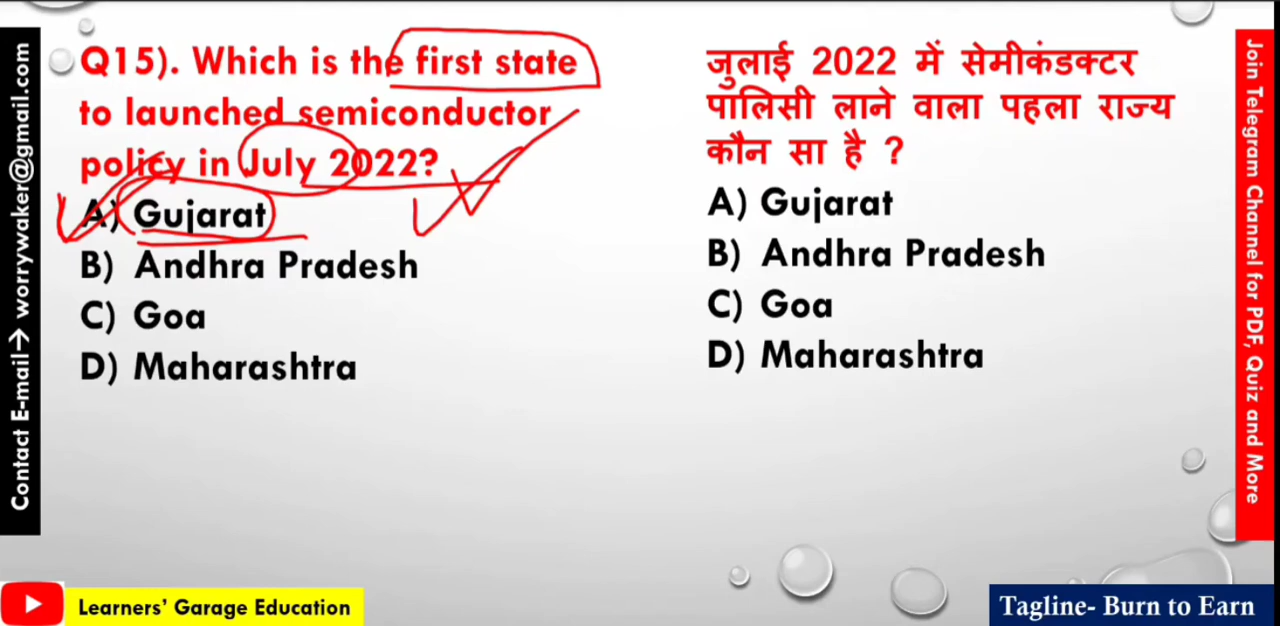 Contact E-mail→ worrywaker@gmail.com
Q15). Which is the first state
to launched semiconductor
policy in July 2022?
A) Gujarat
B) Andhra Pradesh
C) Goa
D) Maharashtra
जुलाई 2022 में सेमीकंडक्टर
पालिसी लाने वाला पहला राज्य
कौन सा है ?
A) Gujarat
B) Andhra Pradesh
C) Goa
D) Maharashtra
Join Telegram Channel for PDF, Quiz and More
Learners’ Garage Education
Tagline- Burn to Earn